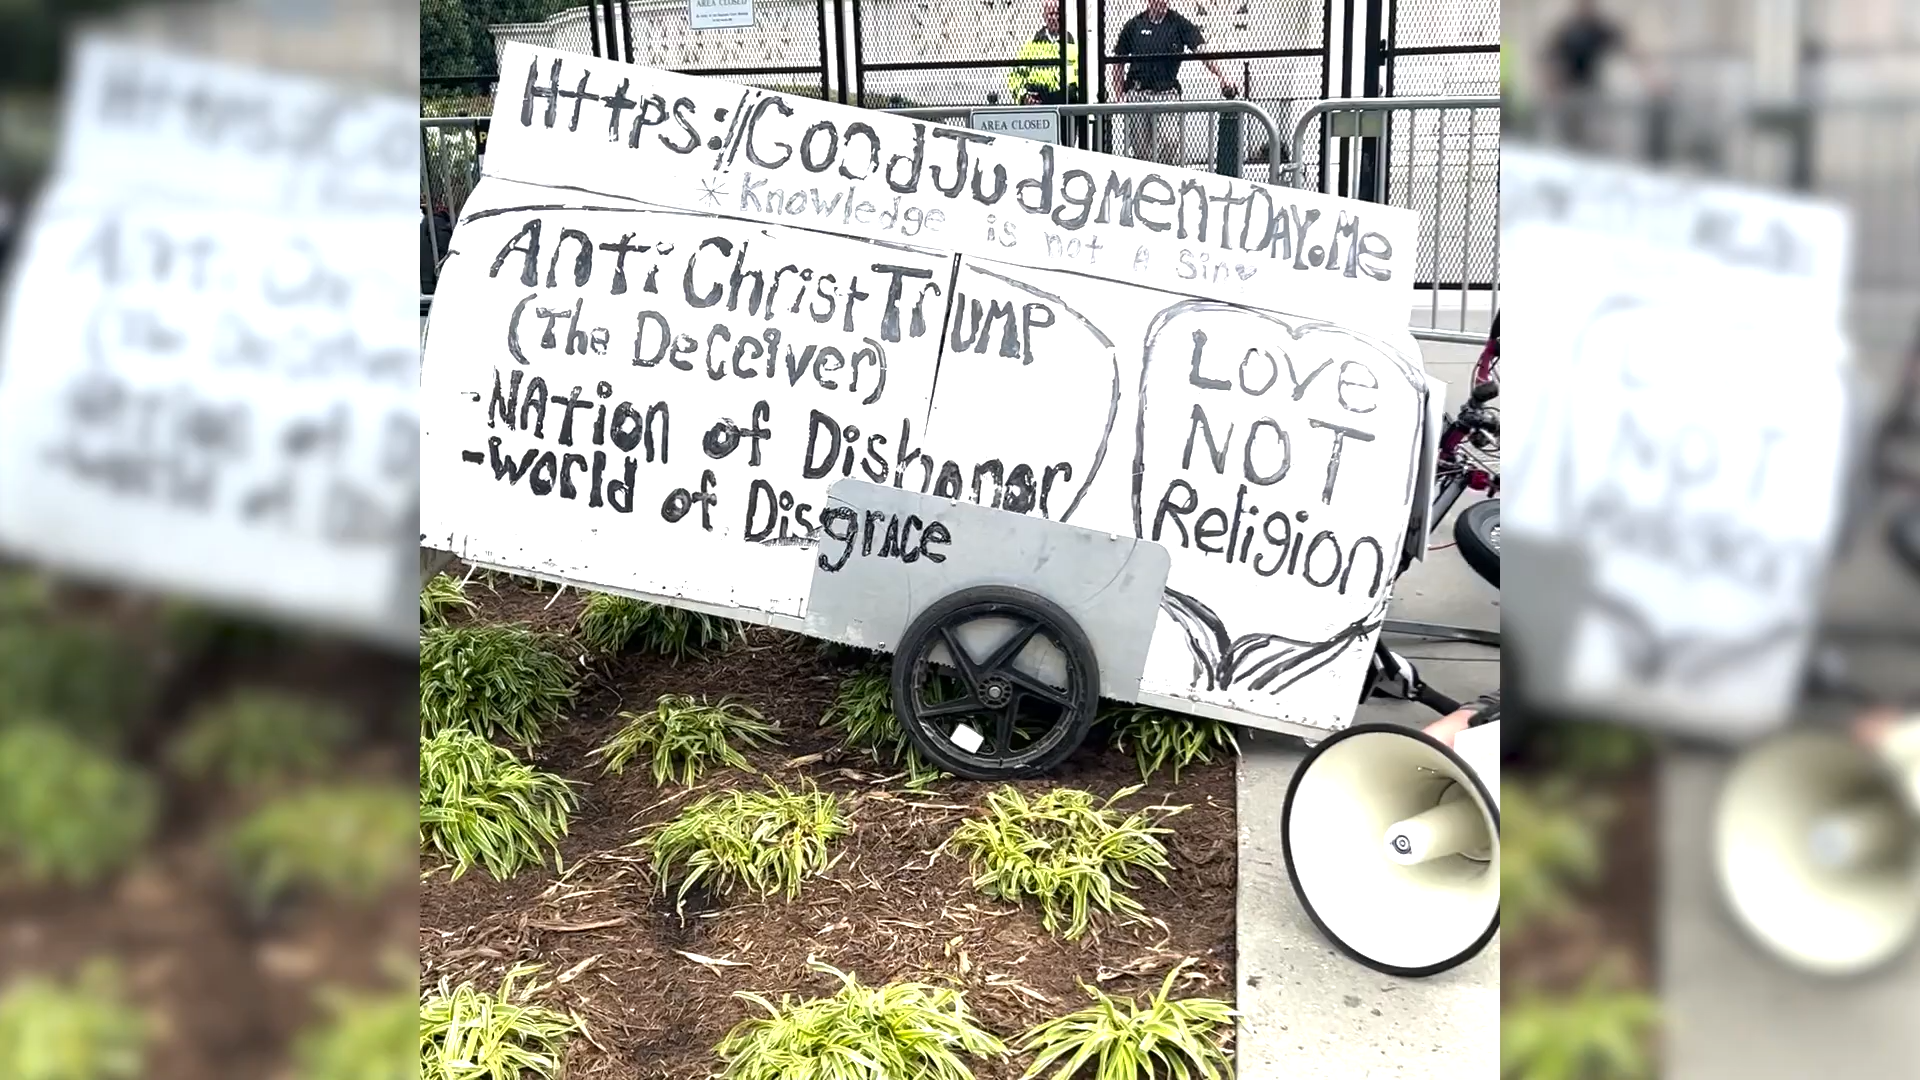 AREA CLOSED
AREA CLOSED
Https://GoodJudgmentDAY.Me
*Knowledge is not A sin
AntiChristTrUMP
(The DeCeiver)
-NAtion of Dishonor
-World of Disgrace
LOVE
NOT
Religion